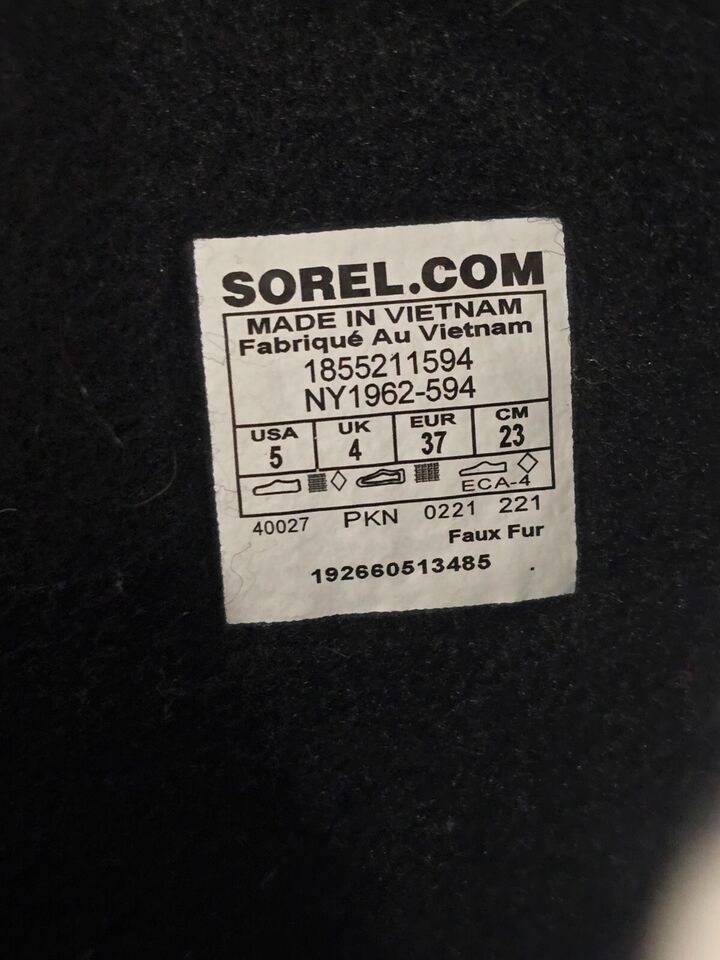 SOREL.COM
MADE IN VIETNAM
Fabriqué Au Vietnam
1855211594
NY1962-594
USA UK EUR CM
5 4 37 23
ECA-4
40027 PKN 0221 221
Faux Fur
192660513485